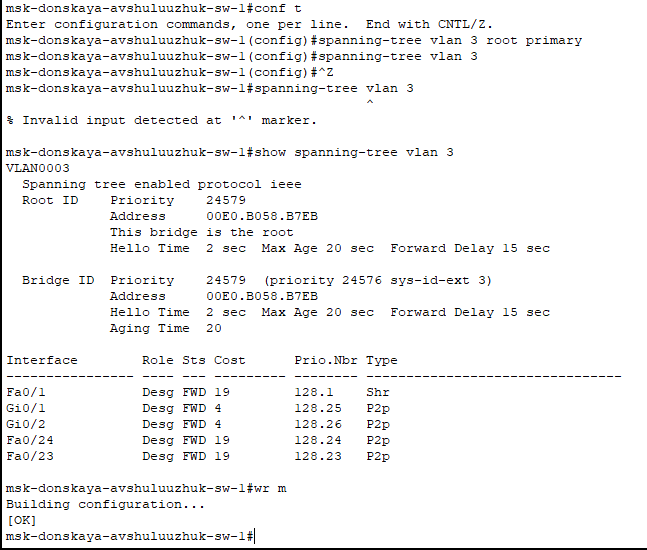 msk-donskaya-avshuluuzhuk-sw-1#conf t
Enter configuration commands, one per line.  End with CNTL/Z.
msk-donskaya-avshuluuzhuk-sw-1(config)#spanning-tree vlan 3 root primary
msk-donskaya-avshuluuzhuk-sw-1(config)#spanning-tree vlan 3
msk-donskaya-avshuluuzhuk-sw-1(config)#^Z
msk-donskaya-avshuluuzhuk-sw-1#spanning-tree vlan 3
                                             ^
% Invalid input detected at '^' marker.

msk-donskaya-avshuluuzhuk-sw-1#show spanning-tree vlan 3
VLAN0003
  Spanning tree enabled protocol ieee
  Root ID    Priority    24579
             Address     00E0.B058.B7EB
             This bridge is the root
             Hello Time  2 sec  Max Age 20 sec  Forward Delay 15 sec

  Bridge ID  Priority    24579  (priority 24576 sys-id-ext 3)
             Address     00E0.B058.B7EB
             Hello Time  2 sec  Max Age 20 sec  Forward Delay 15 sec
             Aging Time  20

Interface        Role Sts Cost      Prio.Nbr Type
---------------- ---- --- --------- -------- --------------------------------
Fa0/1            Desg FWD 19        128.1    Shr
Gi0/1            Desg FWD 4         128.25   P2p
Gi0/2            Desg FWD 4         128.26   P2p
Fa0/24           Desg FWD 19        128.24   P2p
Fa0/23           Desg FWD 19        128.23   P2p

msk-donskaya-avshuluuzhuk-sw-1#wr m
Building configuration...
[OK]
msk-donskaya-avshuluuzhuk-sw-1#